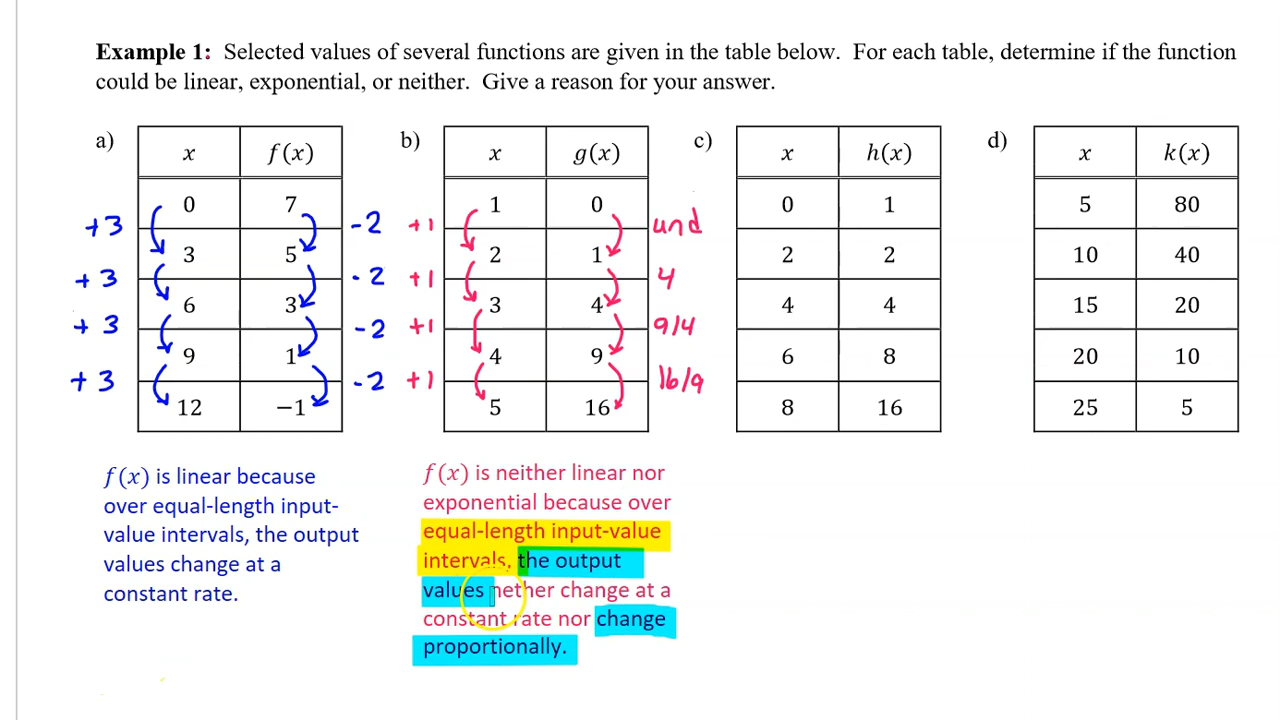 Example 1: Selected values of several functions are given in the table below. For each table, determine if the function
could be linear, exponential, or neither. Give a reason for your answer.
a)
x f(x)
0 7
3 5
6 3
9 1
12 −1
+3 -2
+3 -2
+3 -2
+3 -2
b)
x g(x)
1 0
2 1
3 4
4 9
5 16
+1 und
+1 4
+1 9/4
+1 16/9
c)
x h(x)
0 1
2 2
4 4
6 8
8 16
d)
x k(x)
5 80
10 40
15 20
20 10
25 5
f(x) is linear because
over equal-length input-
value intervals, the output
values change at a
constant rate.
f(x) is neither linear nor
exponential because over
equal-length input-value
intervals, the output
values nether change at a
constant rate nor change
proportionally.